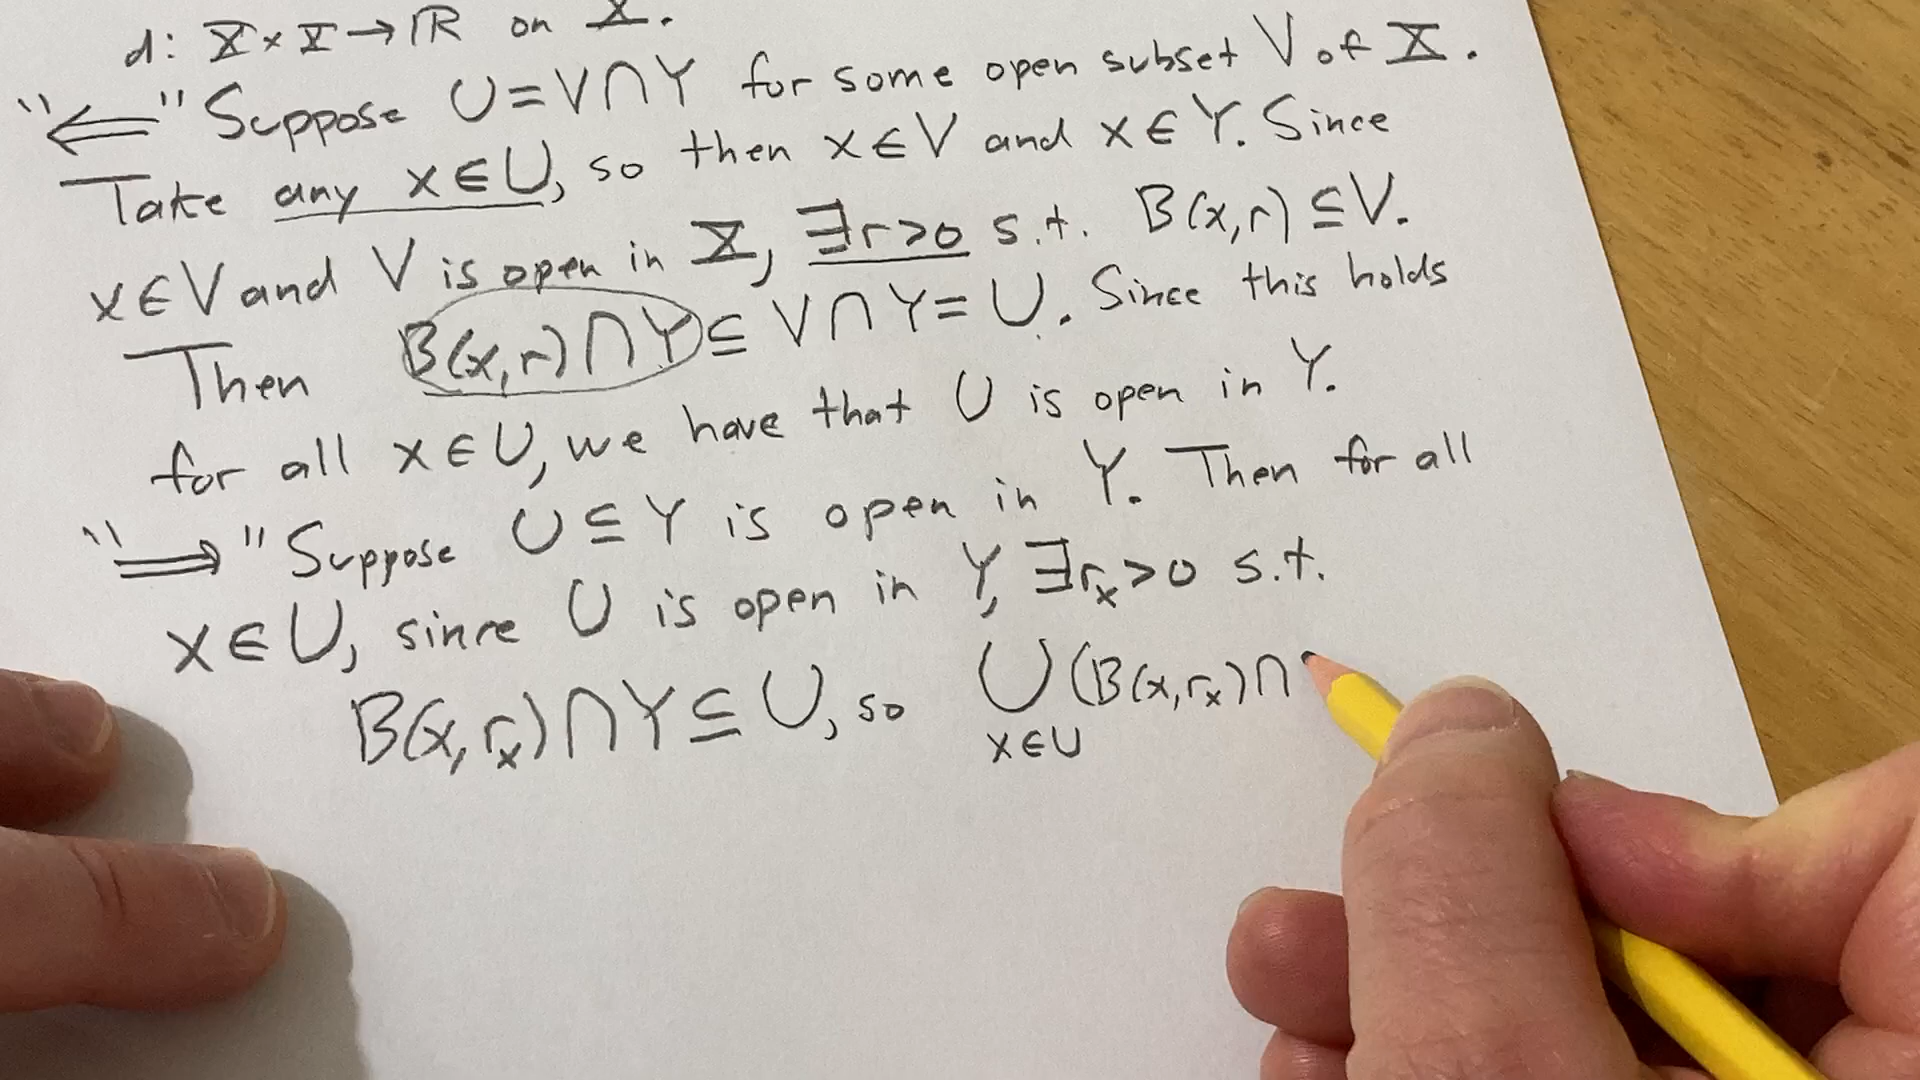 d: X × X → ℝ on X.
"⟸" Suppose U = V ∩ Y for some open subset V of X.
Take any x ∈ U, so then x ∈ V and x ∈ Y. Since
x ∈ V and V is open in X, ∃r>0 s.t. B(x,r) ⊆ V.
Then B(x,r) ∩ Y ⊆ V ∩ Y = U. Since this holds
for all x ∈ U, we have that U is open in Y.
"⟹" Suppose U ⊆ Y is open in Y. Then for all
x ∈ U, since U is open in Y, ∃rₓ>0 s.t.
B(x, rₓ) ∩ Y ⊆ U, so ⋃ (B(x, rₓ) ∩
x ∈ U